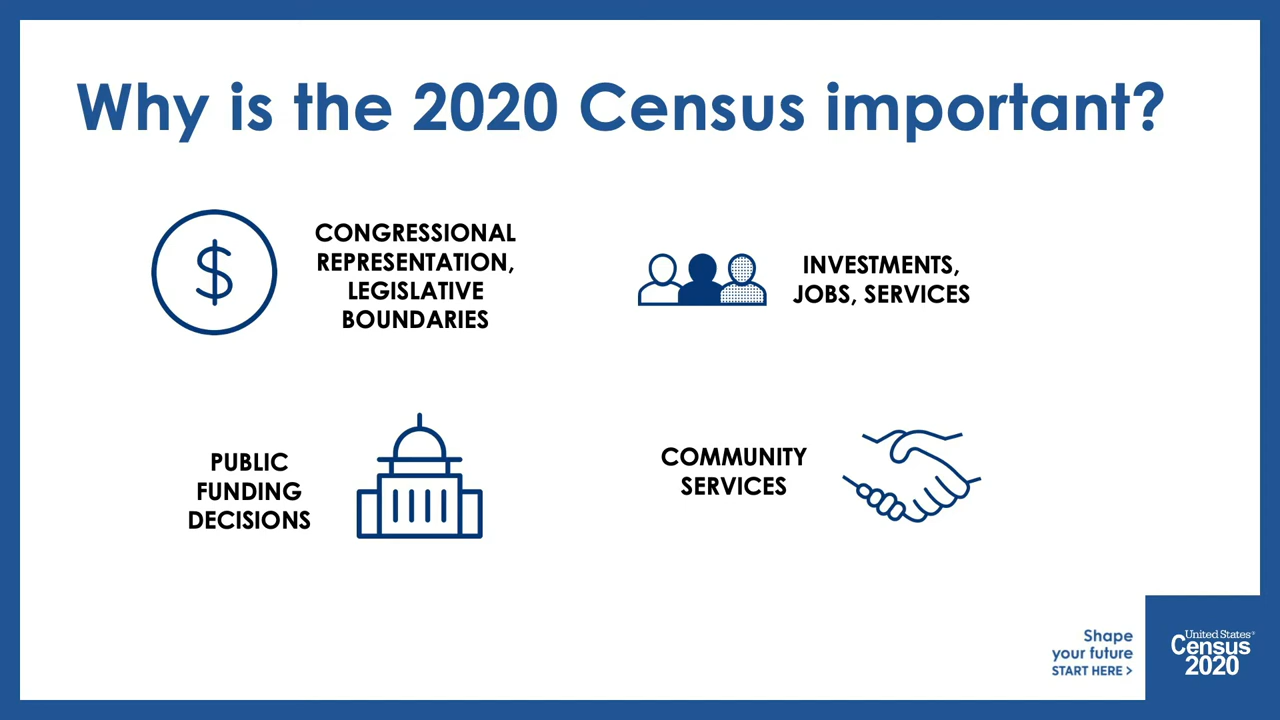 Why is the 2020 Census important?
$
CONGRESSIONAL
REPRESENTATION,
LEGISLATIVE
BOUNDARIES
INVESTMENTS,
JOBS, SERVICES
PUBLIC
FUNDING
DECISIONS
COMMUNITY
SERVICES
Shape
your future
START HERE >
United States®
Census
2020